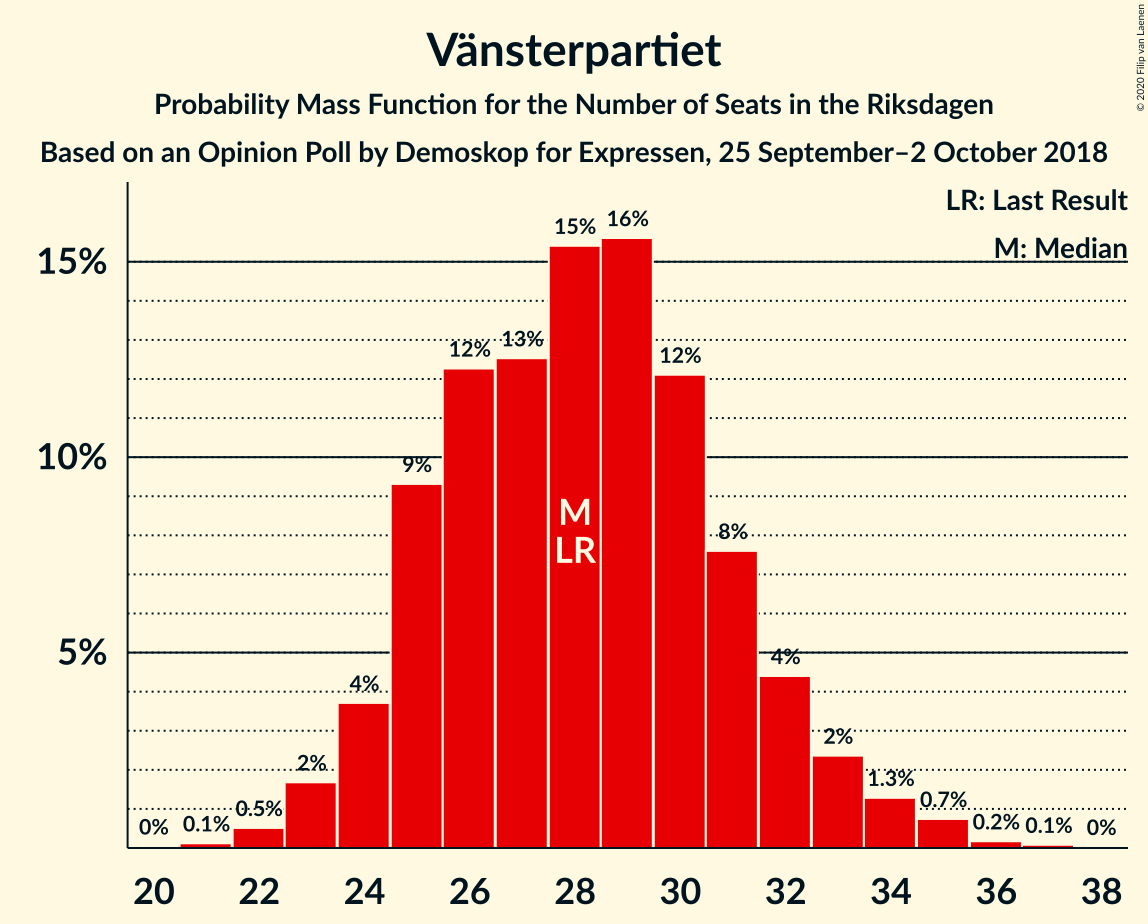 Vänsterpartiet
Probability Mass Function for the Number of Seats in the Riksdagen
Based on an Opinion Poll by Demoskop for Expressen, 25 September–2 October 2018
© 2020 Filip van Laenen
LR: Last Result
M: Median
15%
10%
5%
0%
0.1%
0.5%
2%
4%
9%
12%
13%
15%
16%
12%
8%
4%
2%
1.3%
0.7%
0.2%
0.1%
0%
M
LR
20 22 24 26 28 30 32 34 36 38